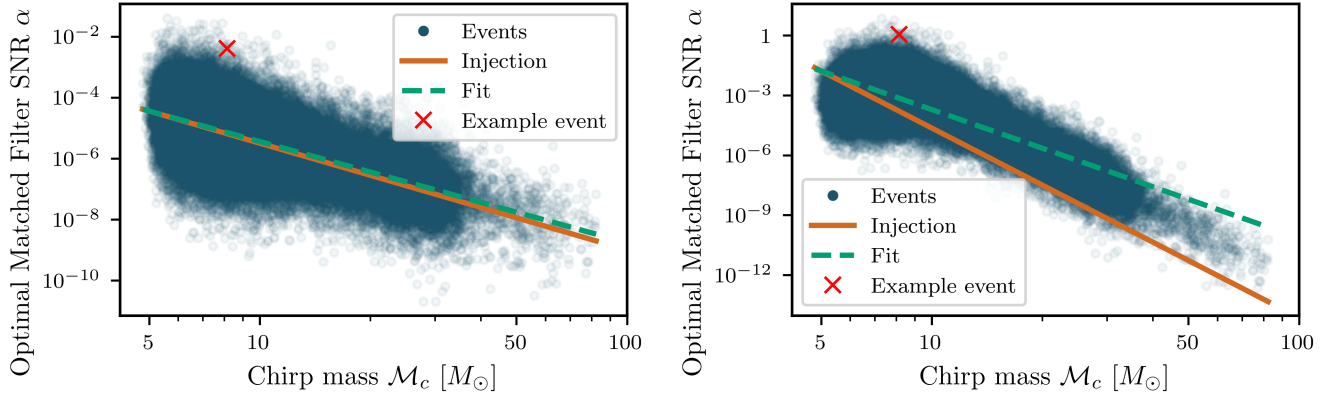 Optimal Matched Filter SNR α
10⁻²
10⁻⁴
10⁻⁶
10⁻⁸
10⁻¹⁰
Events
Injection
Fit
Example event
5
10
50
100
Chirp mass ℳ_c [M_⊙]
Optimal Matched Filter SNR α
1
10⁻³
10⁻⁶
10⁻⁹
10⁻¹²
Events
Injection
Fit
Example event
5
10
50
100
Chirp mass ℳ_c [M_⊙]